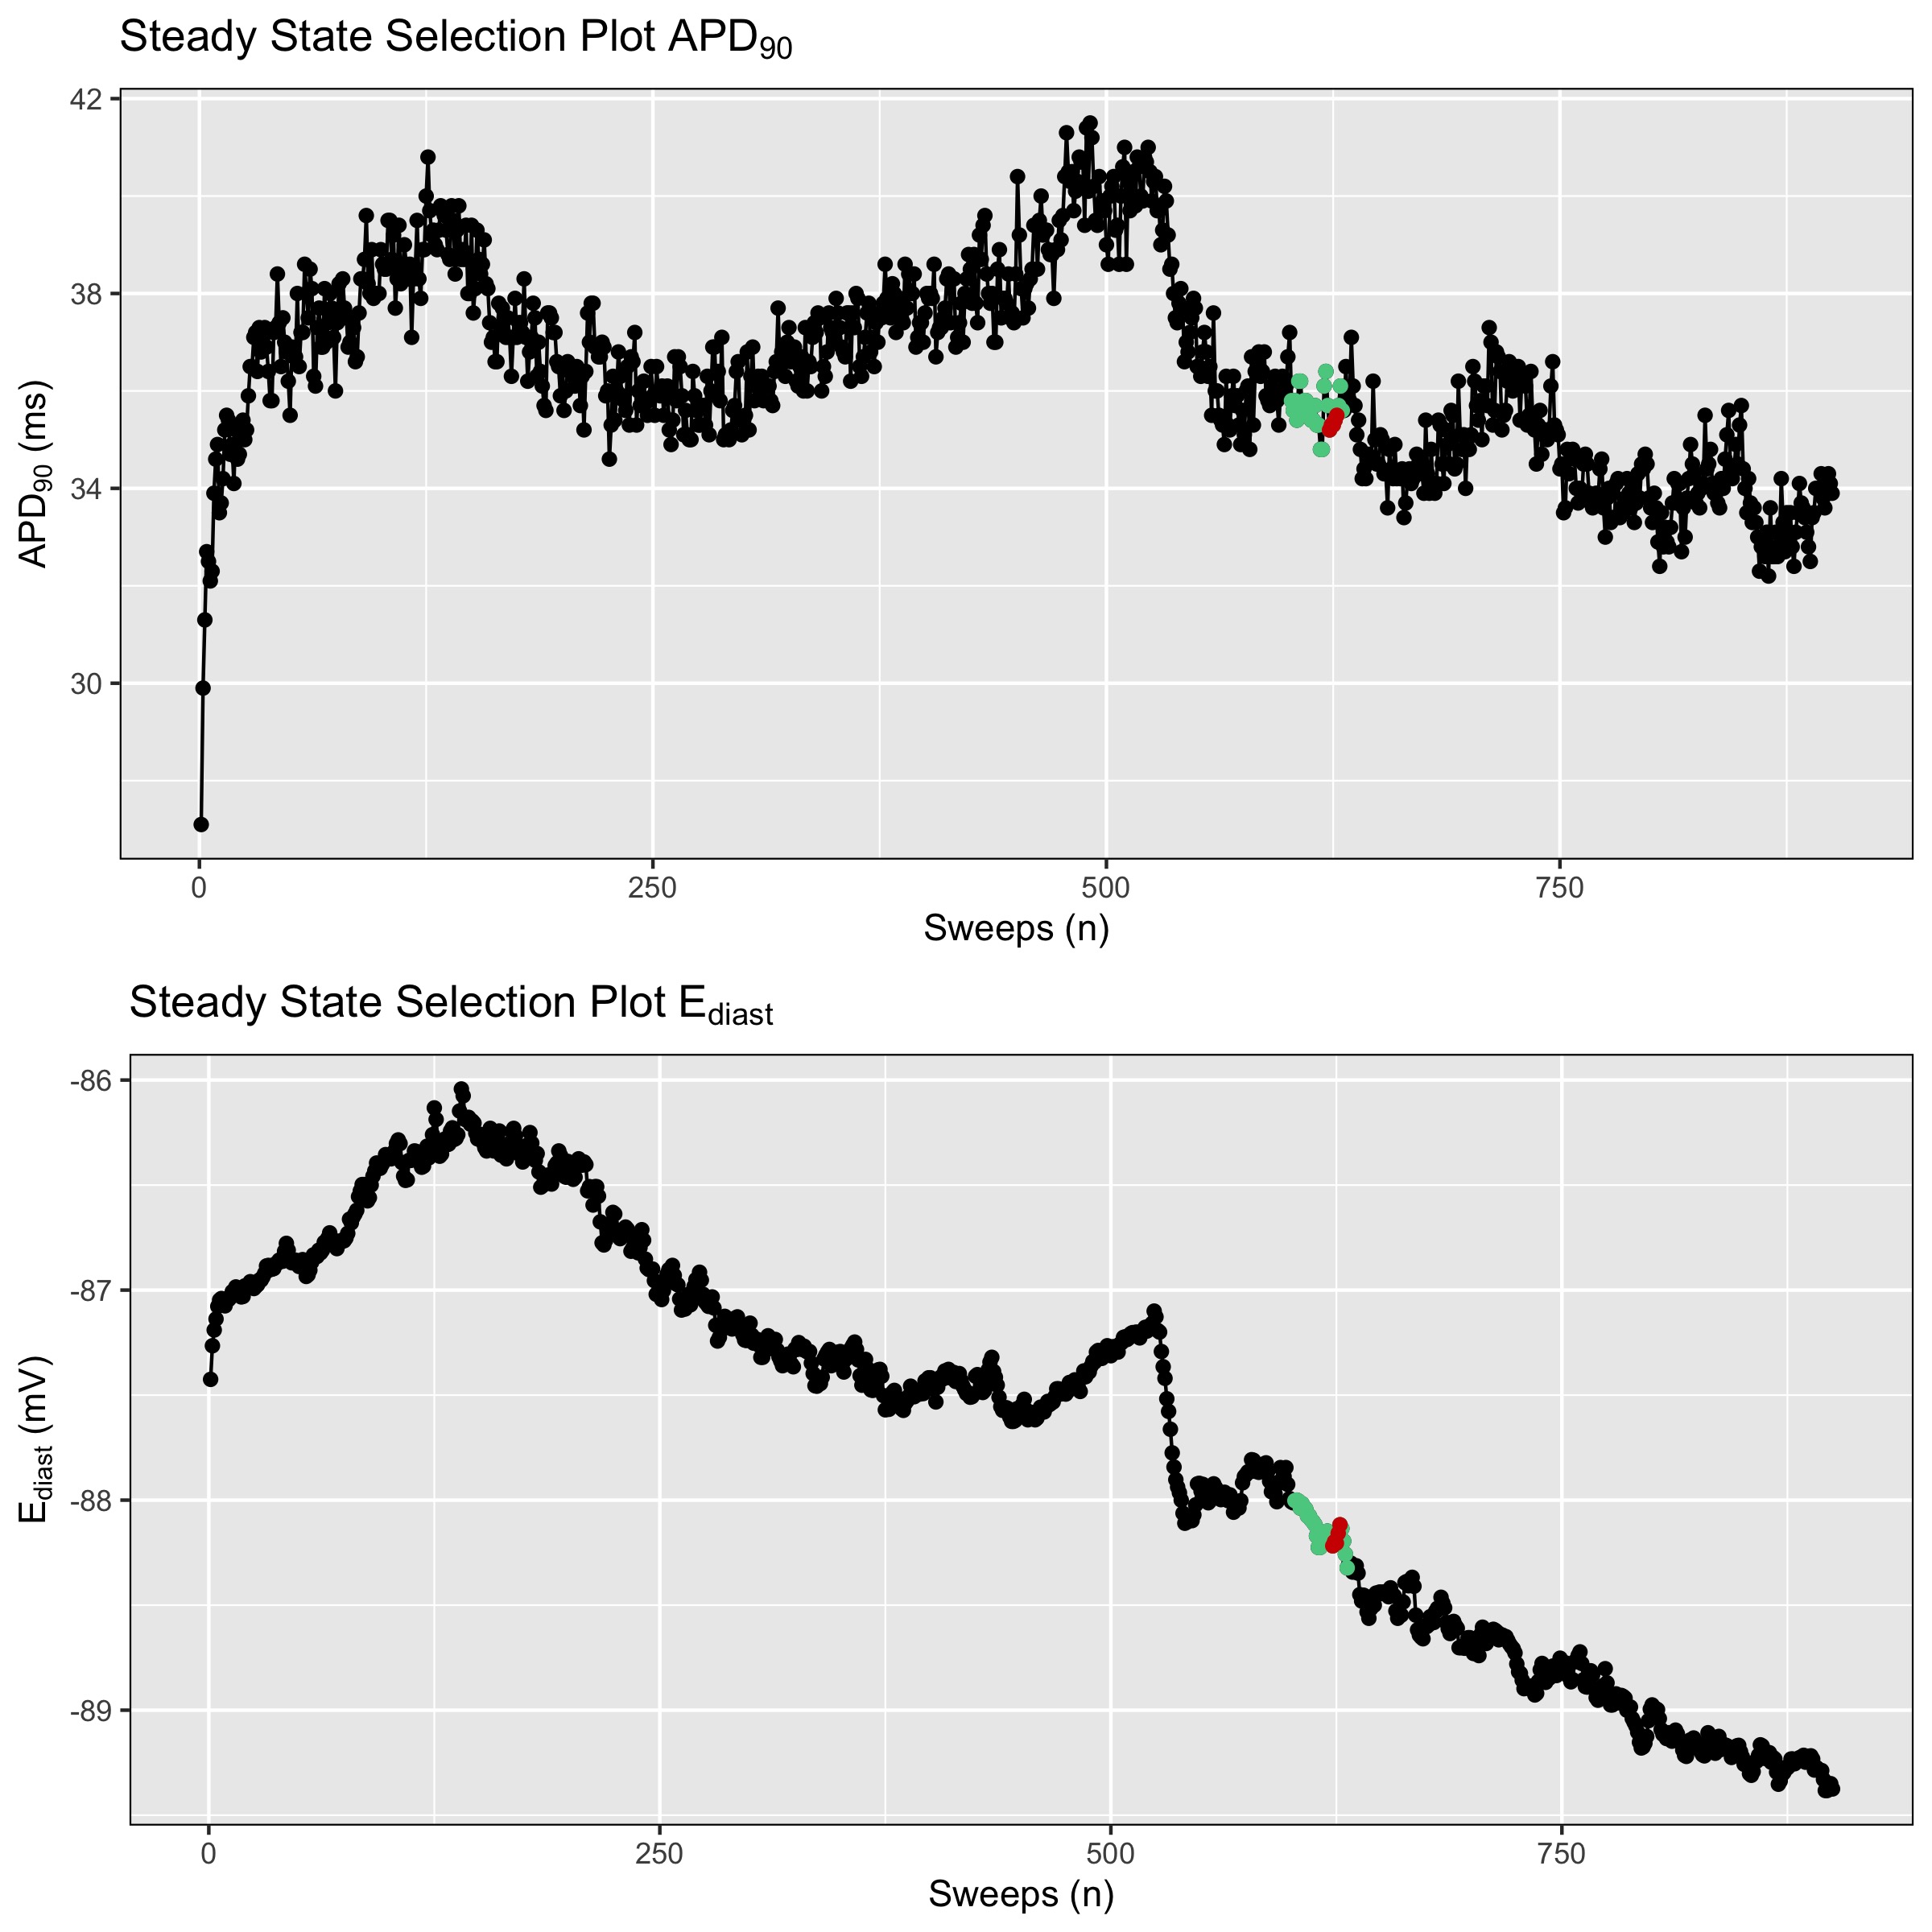 Steady State Selection Plot APD90
42
38
34
30
APD90 (ms)
0 250 500 750
Sweeps (n)
Steady State Selection Plot Ediast
-86
-87
-88
-89
Ediast (mV)
0 250 500 750
Sweeps (n)